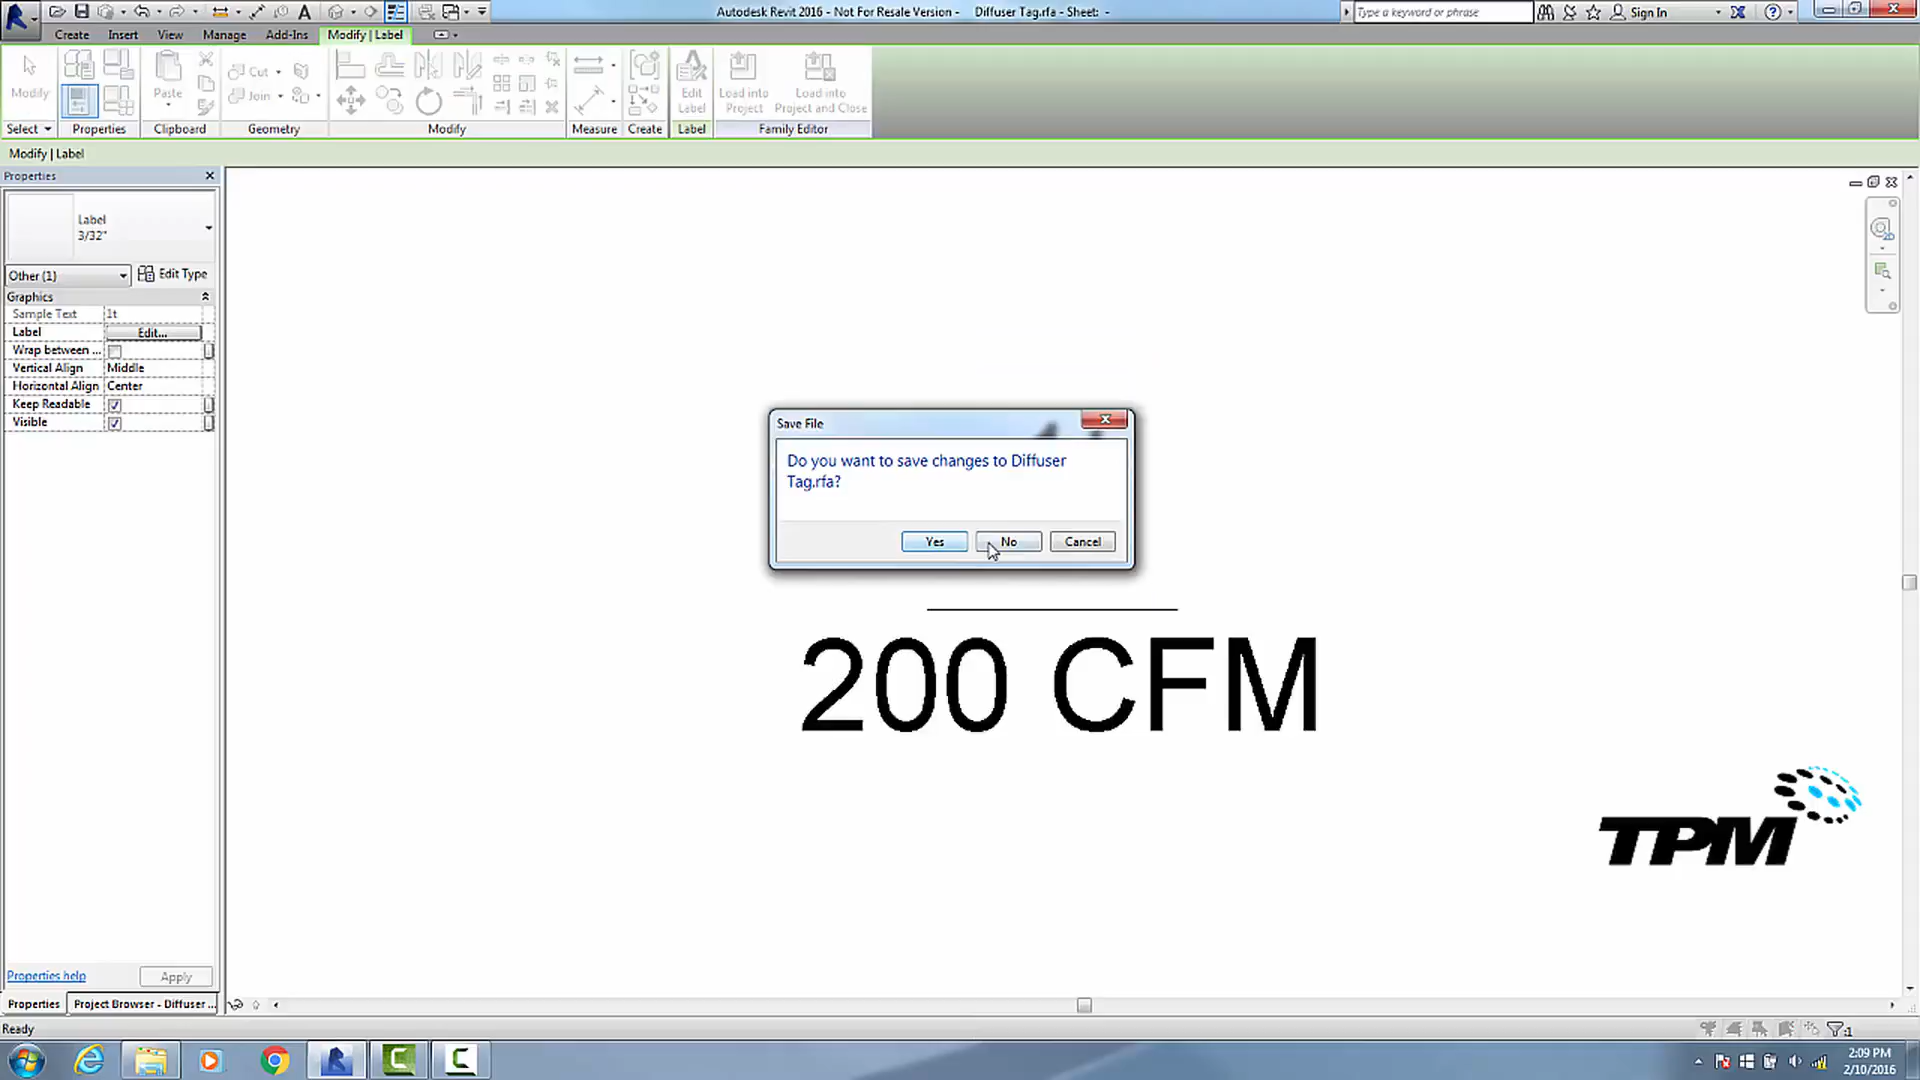 Autodesk Revit 2016 - Not For Resale Version - Diffuser Tag.rfa - Sheet: -
Type a keyword or phrase
Sign In
Create Insert View Manage Add-Ins Modify | Label
Modify
Paste
Cut
Join
Edit Label
Load into Project
Load into Project and Close
Select Properties Clipboard Geometry Modify Measure Create Label Family Editor
Modify | Label
Properties
Label
3/32"
Other (1)
Edit Type
Graphics
Sample Text 1t
Label Edit...
Wrap between ...
Vertical Align Middle
Horizontal Align Center
Keep Readable
Visible
Save File
Do you want to save changes to Diffuser
Tag.rfa?
Yes No Cancel
200 CFM
TPM
Properties help
Apply
Properties Project Browser - Diffuser ...
Ready
:1
2:09 PM
2/10/2016